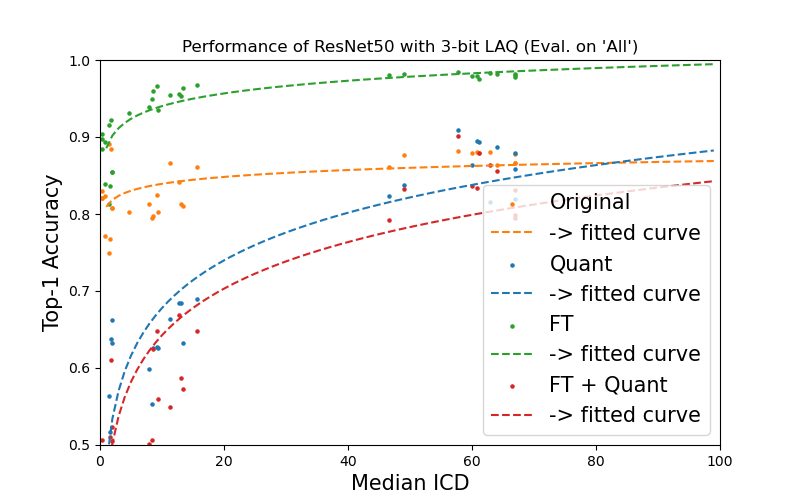 Performance of ResNet50 with 3-bit LAQ (Eval. on 'All')
Top-1 Accuracy
1.0
0.9
0.8
0.7
0.6
0.5
Original
-> fitted curve
Quant
-> fitted curve
FT
-> fitted curve
FT + Quant
-> fitted curve
0 20 40 60 80 100
Median ICD